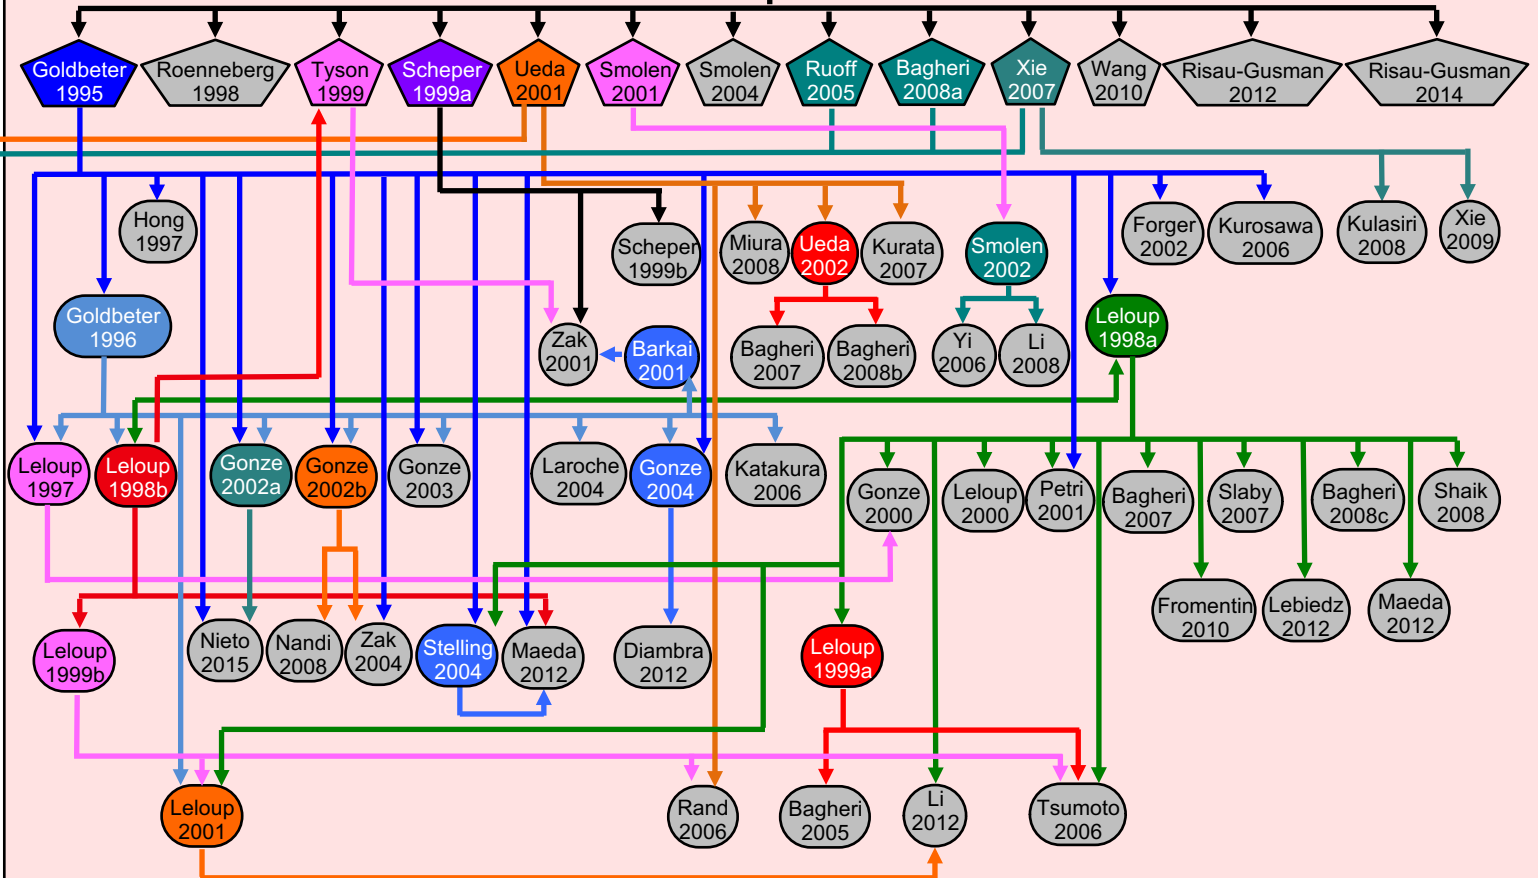 Goldbeter
1995
Roenneberg
1998
Tyson
1999
Scheper
1999a
Ueda
2001
Smolen
2001
Smolen
2004
Ruoff
2005
Bagheri
2008a
Xie
2007
Wang
2010
Risau-Gusman
2012
Risau-Gusman
2014
Hong
1997
Scheper
1999b
Miura
2008
Ueda
2002
Kurata
2007
Smolen
2002
Forger
2002
Kurosawa
2006
Kulasiri
2008
Xie
2009
Goldbeter
1996
Zak
2001
Barkai
2001
Bagheri
2007
Bagheri
2008b
Yi
2006
Li
2008
Leloup
1998a
Leloup
1997
Leloup
1998b
Gonze
2002a
Gonze
2002b
Gonze
2003
Laroche
2004
Gonze
2004
Katakura
2006
Gonze
2000
Leloup
2000
Petri
2001
Bagheri
2007
Slaby
2007
Bagheri
2008c
Shaik
2008
Fromentin
2010
Lebiedz
2012
Maeda
2012
Leloup
1999b
Nieto
2015
Nandi
2008
Zak
2004
Stelling
2004
Maeda
2012
Diambra
2012
Leloup
1999a
Leloup
2001
Rand
2006
Bagheri
2005
Li
2012
Tsumoto
2006